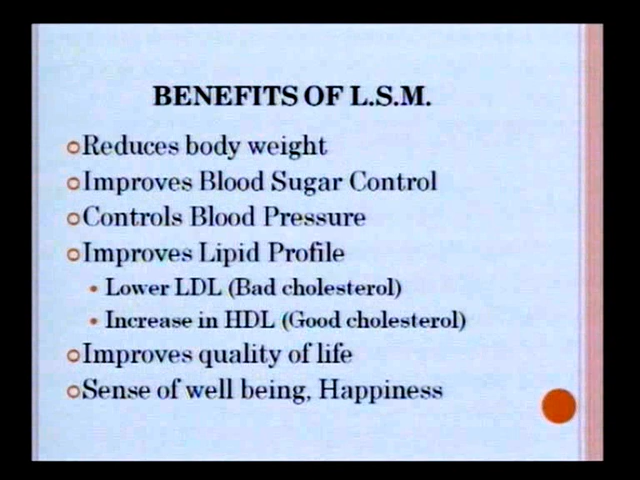 BENEFITS OF L.S.M.
Reduces body weight
Improves Blood Sugar Control
Controls Blood Pressure
Improves Lipid Profile
• Lower LDL (Bad cholesterol)
• Increase in HDL (Good cholesterol)
Improves quality of life
Sense of well being, Happiness